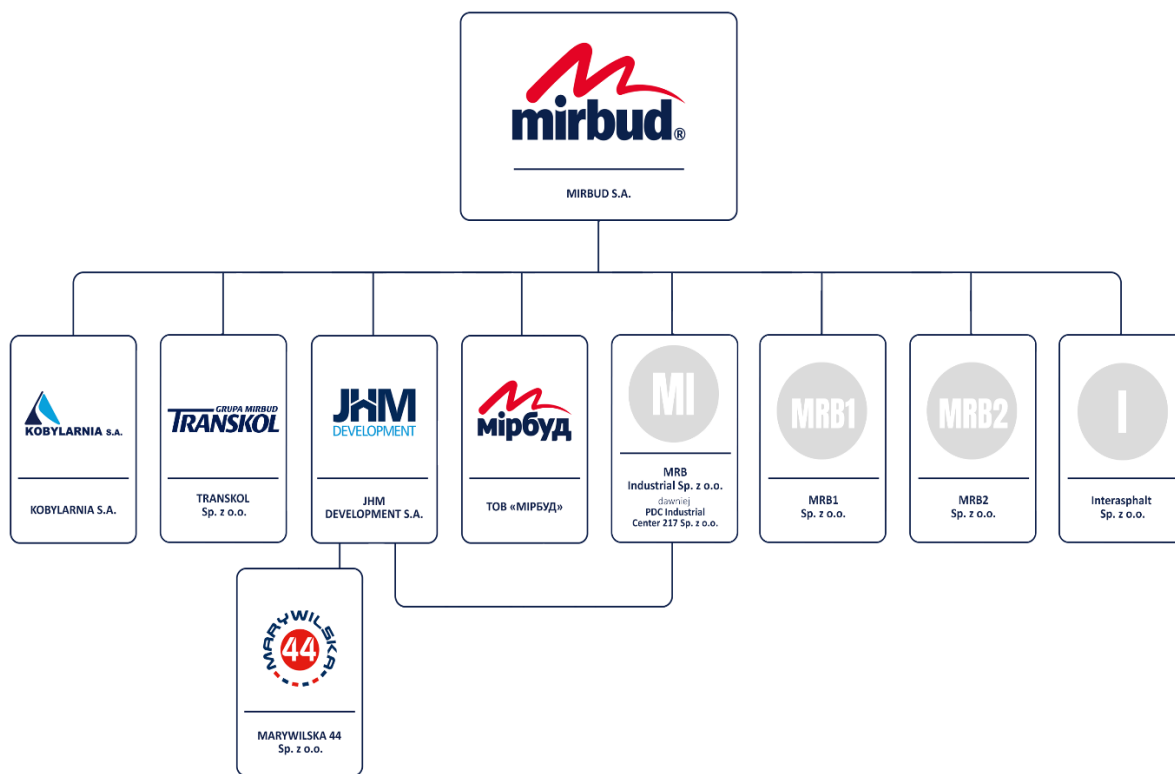 mirbud®
MIRBUD S.A.
KOBYLARNIA S.A.
KOBYLARNIA S.A.
GRUPA MIRBUD
TRANSKOL
TRANSKOL
Sp. z o.o.
JHM
DEVELOPMENT
JHM
DEVELOPMENT S.A.
мірбуд
ТОВ «МІРБУД»
MI
MRB
Industrial Sp. z o.o.
dawniej
PDC Industrial
Center 217 Sp. z o.o.
MRB1
MRB1
Sp. z o.o.
MRB2
MRB2
Sp. z o.o.
I
Interasphalt
Sp. z o.o.
MARYWILSKA
44
MARYWILSKA 44
Sp. z o.o.